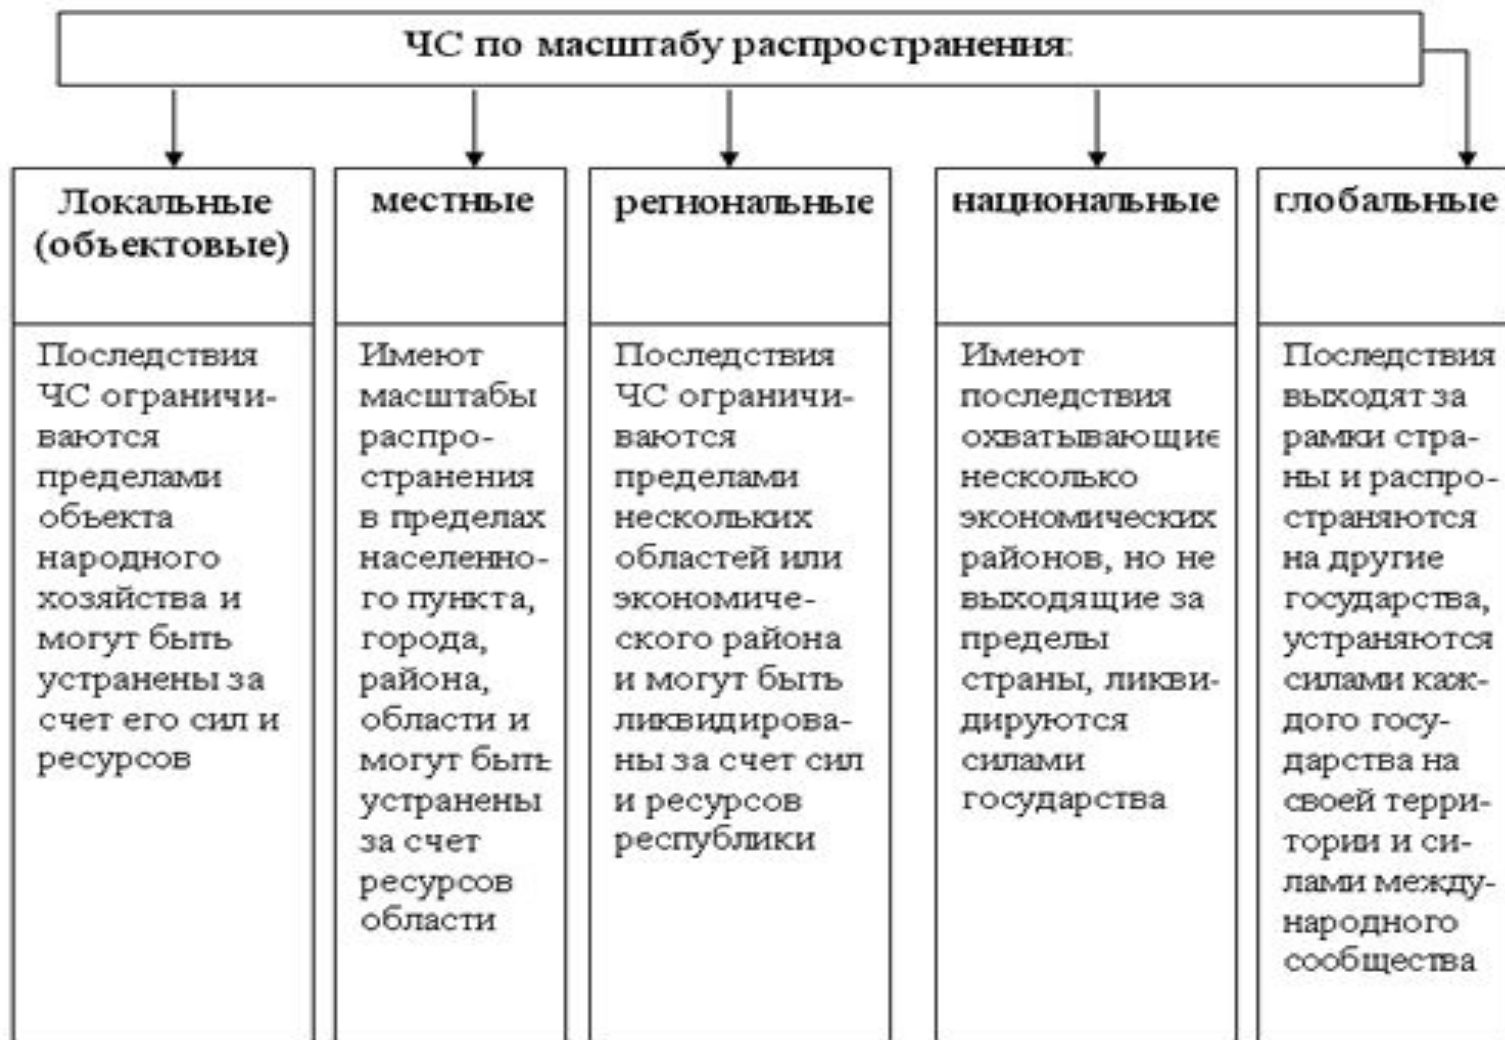 ЧС по масштабу распространения:
Локальные
(обьектовые)
Последствия
ЧС ограничи-
ваются
пределами
обьекта
народного
хозяйства и
могут быть
устранены за
счет его сил и
ресурсов
местные
Имеют
масштабы
распро-
странения
в пределах
населенно-
го пункта,
города,
района,
области и
могут быть
устранены
за счет
ресурсов
области
региональные
Последствия
ЧС ограничи-
ваются
пределами
нескольких
областей или
экономиче-
ского района
и могут быть
ликвидирова-
ны за счет сил
и ресурсов
республики
национальные
Имеют
последствия
охватывающие
несколько
экономических
районов, но не
выходящие за
пределы
страны, ликви-
дируются
силами
государства
глобальные
Последствия
выходят за
рамки стра-
ны и распро-
страняются
на другие
государства,
устраняются
силами каж-
дого госу-
дарства на
своей терри-
тории и си-
лами между-
народного
сообщества